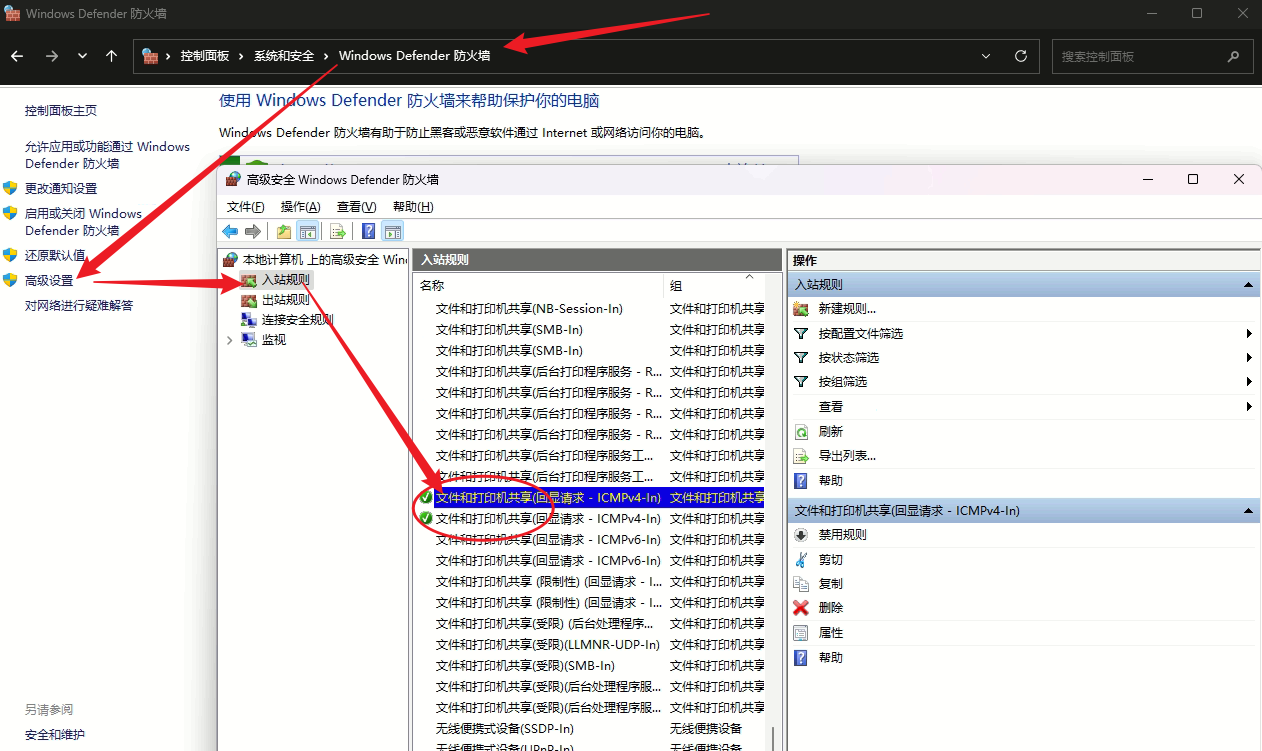 Windows Defender 防火墙
控制面板 系统和安全 Windows Defender 防火墙
搜索控制面板
控制面板主页
允许应用或功能通过 Windows
Defender 防火墙
更改通知设置
启用或关闭 Windows
Defender 防火墙
还原默认值
高级设置
对网络进行疑难解答
另请参阅
安全和维护
使用 Windows Defender 防火墙来帮助保护你的电脑
Windows Defender 防火墙有助于防止黑客或恶意软件通过 Internet 或网络访问你的电脑。
高级安全 Windows Defender 防火墙
文件(F) 操作(A) 查看(V) 帮助(H)
本地计算机 上的高级安全 Win
入站规则
出站规则
连接安全规则
监视
入站规则
名称 组
文件和打印机共享(NB-Session-In) 文件和打印机共享
文件和打印机共享(SMB-In) 文件和打印机共享
文件和打印机共享(SMB-In) 文件和打印机共享
文件和打印机共享(后台打印程序服务 - R... 文件和打印机共享
文件和打印机共享(后台打印程序服务 - R... 文件和打印机共享
文件和打印机共享(后台打印程序服务 - R... 文件和打印机共享
文件和打印机共享(后台打印程序服务 - R... 文件和打印机共享
文件和打印机共享(后台打印程序服务工... 文件和打印机共享
文件和打印机共享(后台打印程序服务工... 文件和打印机共享
文件和打印机共享(回显请求 - ICMPv4-In) 文件和打印机共享
文件和打印机共享(回显请求 - ICMPv4-In) 文件和打印机共享
文件和打印机共享(回显请求 - ICMPv6-In) 文件和打印机共享
文件和打印机共享(回显请求 - ICMPv6-In) 文件和打印机共享
文件和打印机共享 (限制性) (回显请求 - I... 文件和打印机共享
文件和打印机共享 (限制性) (回显请求 - I... 文件和打印机共享
文件和打印机共享(受限) (后台处理程序... 文件和打印机共享
文件和打印机共享(受限)(LLMNR-UDP-In) 文件和打印机共享
文件和打印机共享(受限)(SMB-In) 文件和打印机共享
文件和打印机共享(受限)(后台处理程序服... 文件和打印机共享
文件和打印机共享(受限)(后台处理程序服... 文件和打印机共享
无线便携式设备(SSDP-In) 无线便携设备
无线便携式设备(UPnP-In) 无线便携设备
操作
入站规则
新建规则...
按配置文件筛选
按状态筛选
按组筛选
查看
刷新
导出列表...
帮助
文件和打印机共享(回显请求 - ICMPv4-In)
禁用规则
剪切
复制
删除
属性
帮助